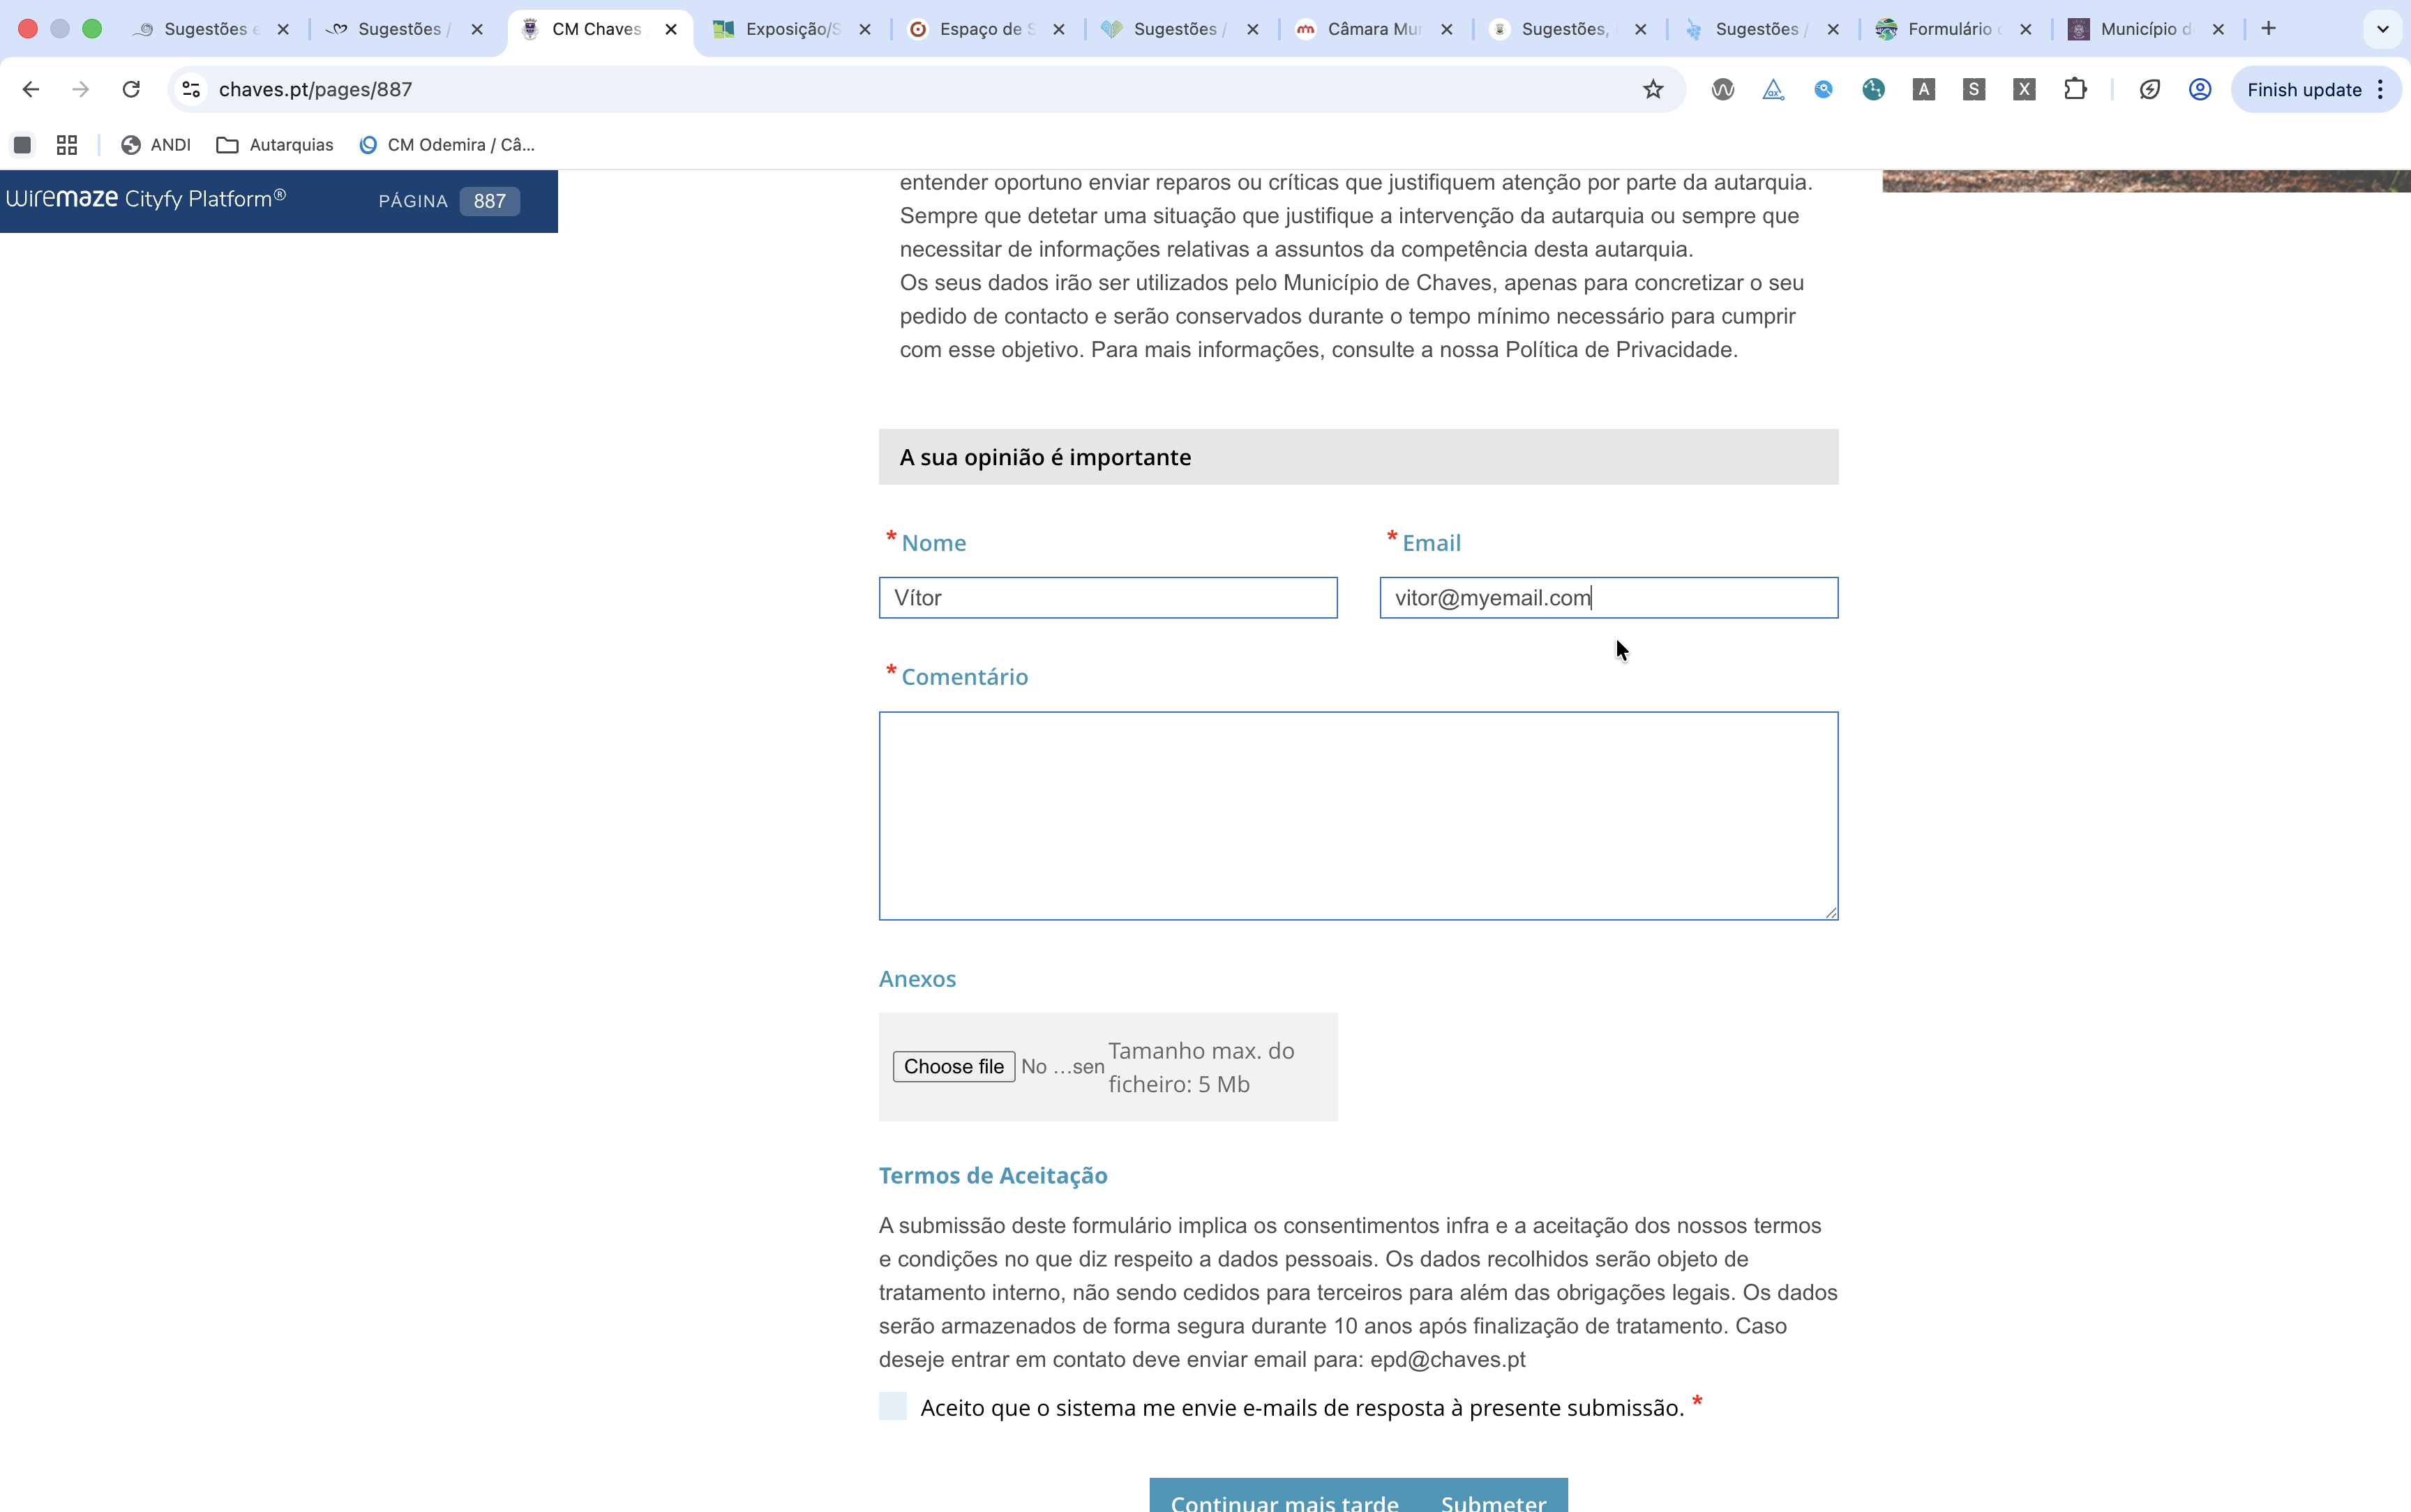 Sugestões e
Sugestões /
CM Chaves
Exposição/S
Espaço de S
Sugestões /
Câmara Mun
Sugestões,
Sugestões /
Formulário
Município d
chaves.pt/pages/887
A
S
X
Finish update
ANDI
Autarquias
CM Odemira / Câ...
wiremaze Cityfy Platform®
PÁGINA 887
entender oportuno enviar reparos ou críticas que justifiquem atenção por parte da autarquia.
Sempre que detetar uma situação que justifique a intervenção da autarquia ou sempre que
necessitar de informações relativas a assuntos da competência desta autarquia.
Os seus dados irão ser utilizados pelo Município de Chaves, apenas para concretizar o seu
pedido de contacto e serão conservados durante o tempo mínimo necessário para cumprir
com esse objetivo. Para mais informações, consulte a nossa Política de Privacidade.
A sua opinião é importante
* Nome
* Email
Vítor
vitor@myemail.com
* Comentário
Anexos
Choose file No ...sen
Tamanho max. do
ficheiro: 5 Mb
Termos de Aceitação
A submissão deste formulário implica os consentimentos infra e a aceitação dos nossos termos
e condições no que diz respeito a dados pessoais. Os dados recolhidos serão objeto de
tratamento interno, não sendo cedidos para terceiros para além das obrigações legais. Os dados
serão armazenados de forma segura durante 10 anos após finalização de tratamento. Caso
deseje entrar em contato deve enviar email para: epd@chaves.pt
Aceito que o sistema me envie e-mails de resposta à presente submissão. *
Continuar mais tarde
Submeter